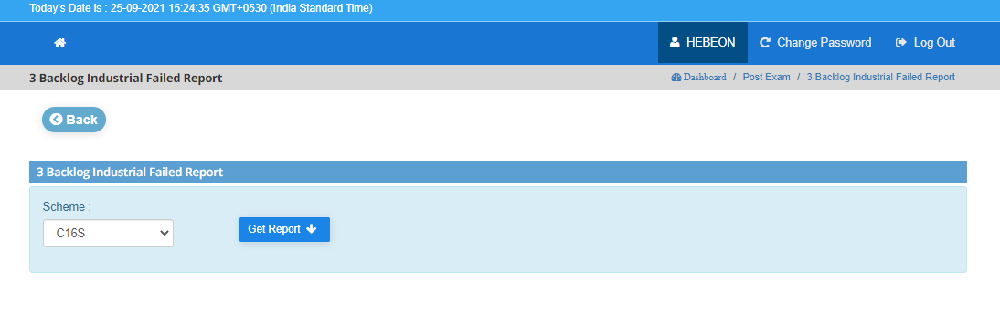 Today's Date is : 25-09-2021 15:24:35 GMT+0530 (India Standard Time)
HEBEON Change Password Log Out
3 Backlog Industrial Failed Report Dashboard / Post Exam / 3 Backlog Industrial Failed Report
Back
3 Backlog Industrial Failed Report
Scheme :
C16S Get Report